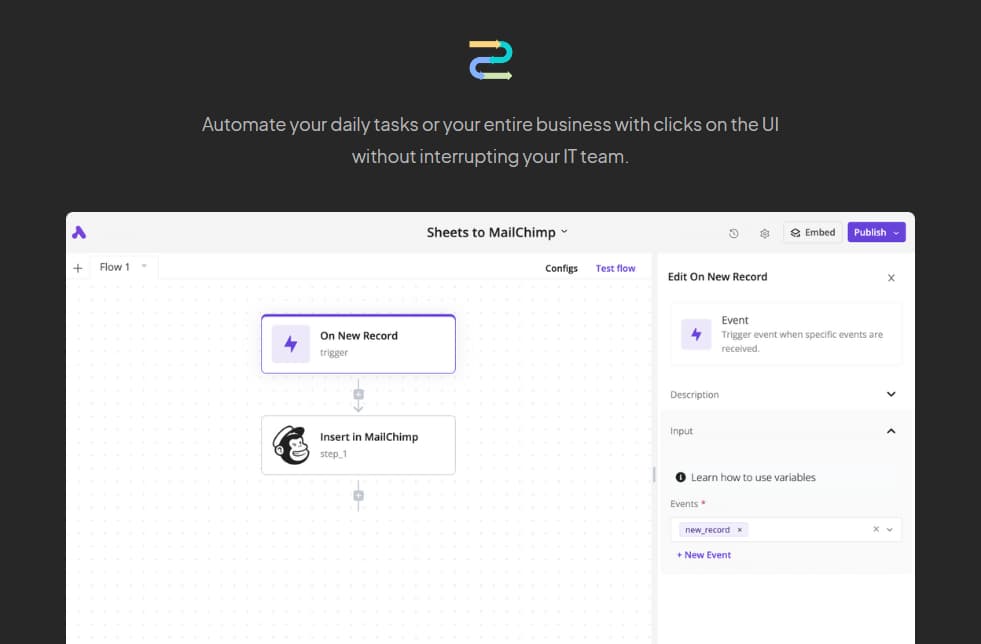 Automate your daily tasks or your entire business with clicks on the UI
without interrupting your IT team.
Sheets to MailChimp
Embed
Publish
Flow 1
Configs
Test flow
Edit On New Record
On New Record
trigger
Event
Trigger event when specific events are
received.
Description
Insert in MailChimp
step_1
Input
Learn how to use variables
Events *
new_record
+ New Event